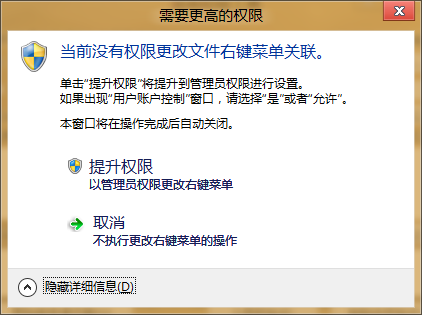 需要更高的权限
当前没有权限更改文件右键菜单关联。
单击“提升权限”将提升到管理员权限进行设置。
如果出现“用户账户控制”窗口，请选择“是”或者“允许”。
本窗口将在操作完成后自动关闭。
提升权限
以管理员权限更改右键菜单
取消
不执行更改右键菜单的操作
隐藏详细信息(D)